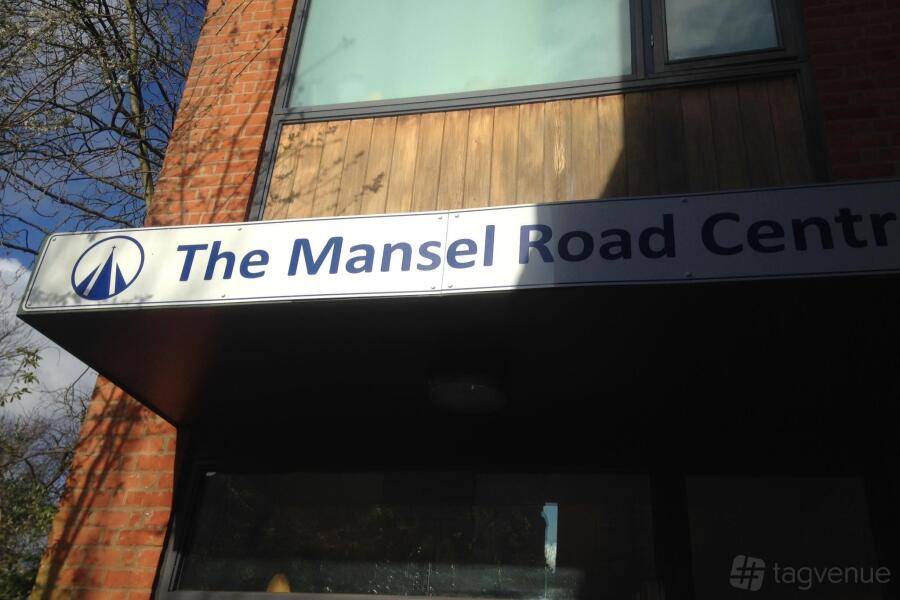 The Mansel Road Centr
tagvenue